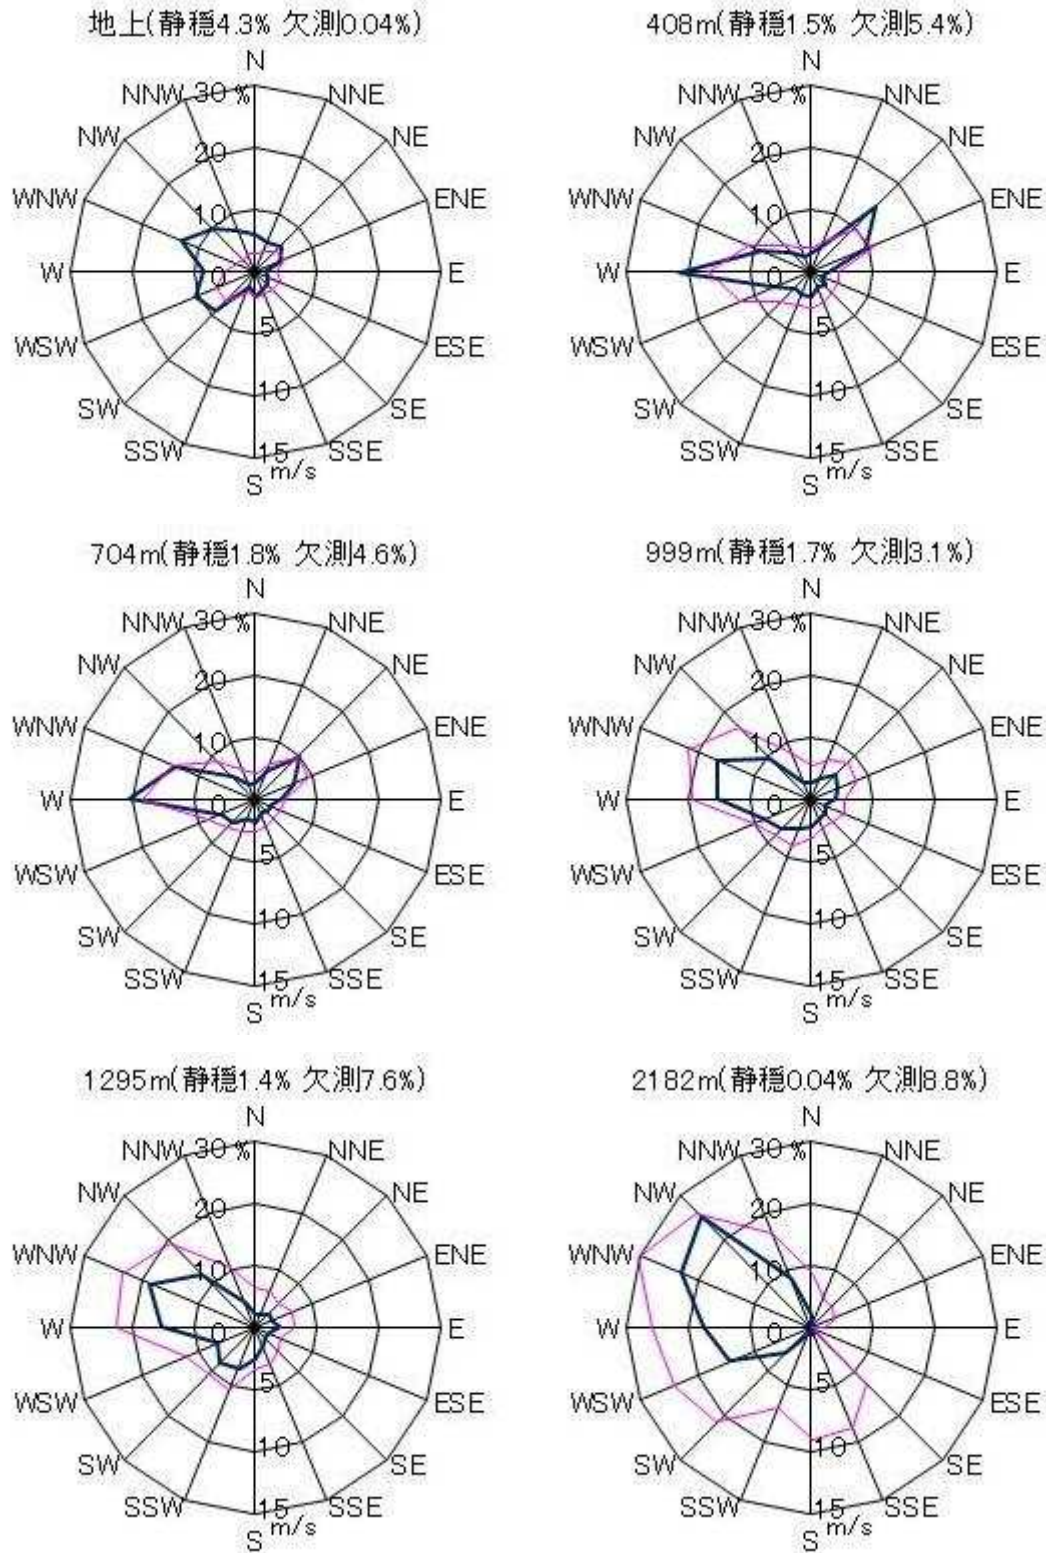 地上(静穏4.3% 欠測0.04%)
N
NNW 30% NNE
NW 20 NE
WNW 10 ENE
W 0 E
WSW 5 ESE
SW 10 SE
SSW 15 m/s SSE
S
408m(静穏1.5% 欠測5.4%)
N
NNW 30% NNE
NW 20 NE
WNW 10 ENE
W 0 E
WSW 5 ESE
SW 10 SE
SSW 15 m/s SSE
S
704m(静穏1.8% 欠測4.6%)
N
NNW 30% NNE
NW 20 NE
WNW 10 ENE
W 0 E
WSW 5 ESE
SW 10 SE
SSW 15 m/s SSE
S
999m(静穏1.7% 欠測3.1%)
N
NNW 30% NNE
NW 20 NE
WNW 10 ENE
W 0 E
WSW 5 ESE
SW 10 SE
SSW 15 m/s SSE
S
1295m(静穏1.4% 欠測7.6%)
N
NNW 30% NNE
NW 20 NE
WNW 10 ENE
W 0 E
WSW 5 ESE
SW 10 SE
SSW 15 m/s SSE
S
2182m(静穏0.04% 欠測8.8%)
N
NNW 30% NNE
NW 20 NE
WNW 10 ENE
W 0 E
WSW 5 ESE
SW 10 SE
SSW 15 m/s SSE
S